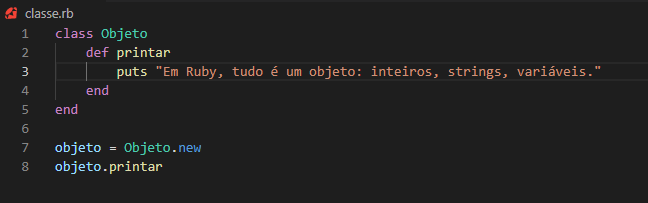 classe.rb
1 class Objeto
2     def printar
3         puts "Em Ruby, tudo é um objeto: inteiros, strings, variáveis."
4     end
5 end
6
7 objeto = Objeto.new
8 objeto.printar